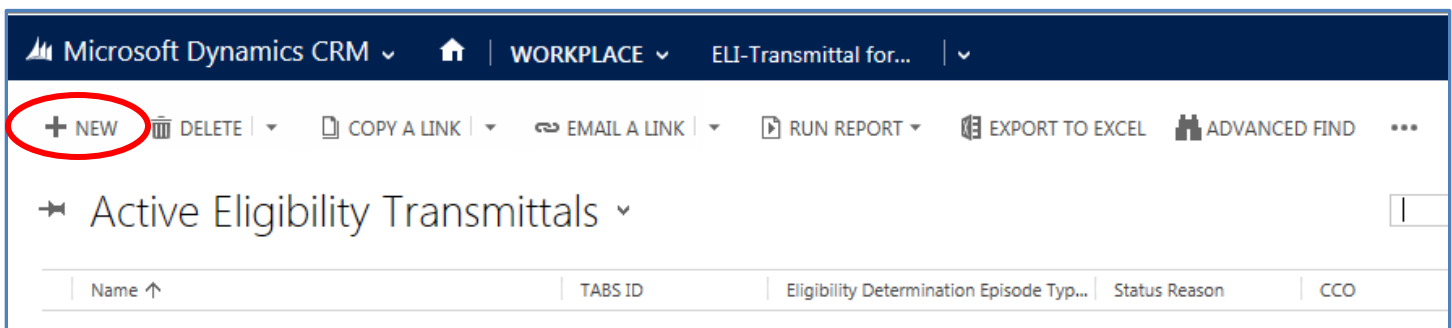 Microsoft Dynamics CRM WORKPLACE ELI-Transmittal for...
NEW DELETE COPY A LINK EMAIL A LINK RUN REPORT EXPORT TO EXCEL ADVANCED FIND ...
Active Eligibility Transmittals
Name TABS ID Eligibility Determination Episode Typ... Status Reason CCO